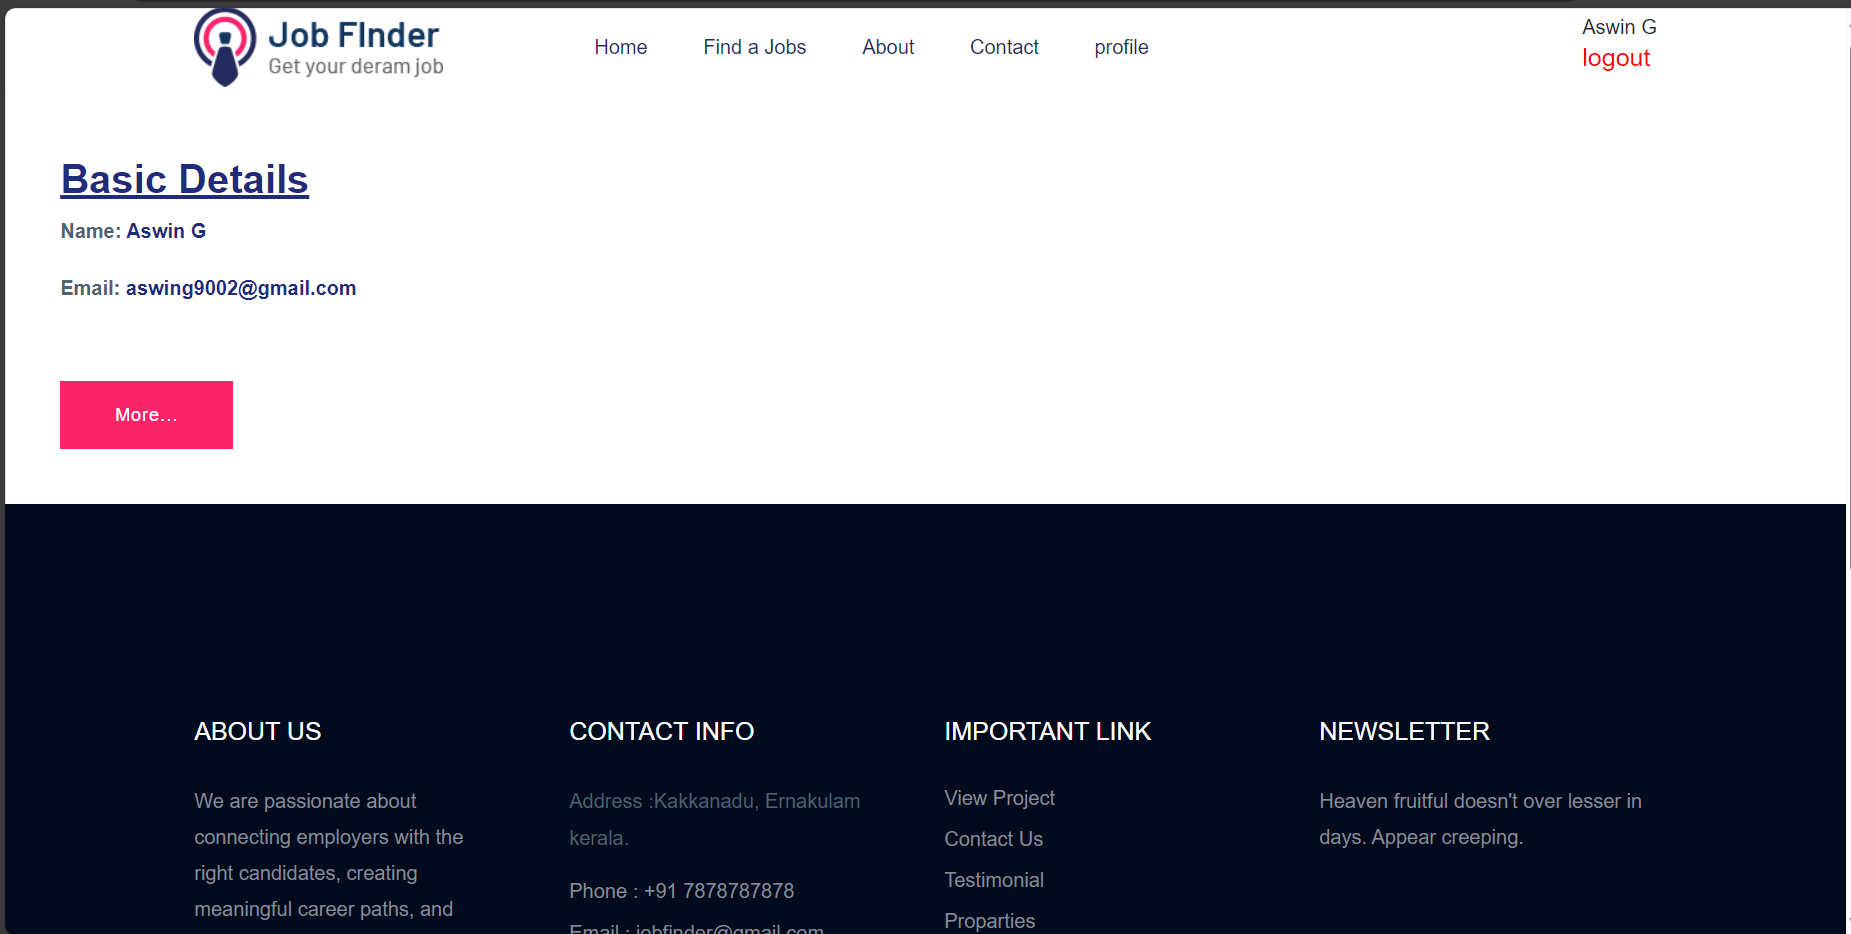 Job FInder
Get your deram job
Home
Find a Jobs
About
Contact
profile
Aswin G
logout
Basic Details
Name: Aswin G
Email: aswing9002@gmail.com
More...
ABOUT US
We are passionate about
connecting employers with the
right candidates, creating
meaningful career paths, and
CONTACT INFO
Address :Kakkanadu, Ernakulam
kerala.
Phone : +91 7878787878
Email : jobfinder@gmail.com
IMPORTANT LINK
View Project
Contact Us
Testimonial
Proparties
NEWSLETTER
Heaven fruitful doesn't over lesser in
days. Appear creeping.